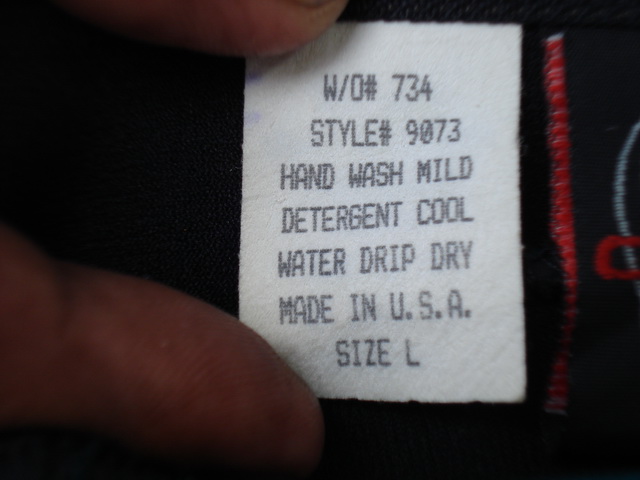 W/O# 734
STYLE# 9073
HAND WASH MILD
DETERGENT COOL
WATER DRIP DRY
MADE IN U.S.A.
SIZE L